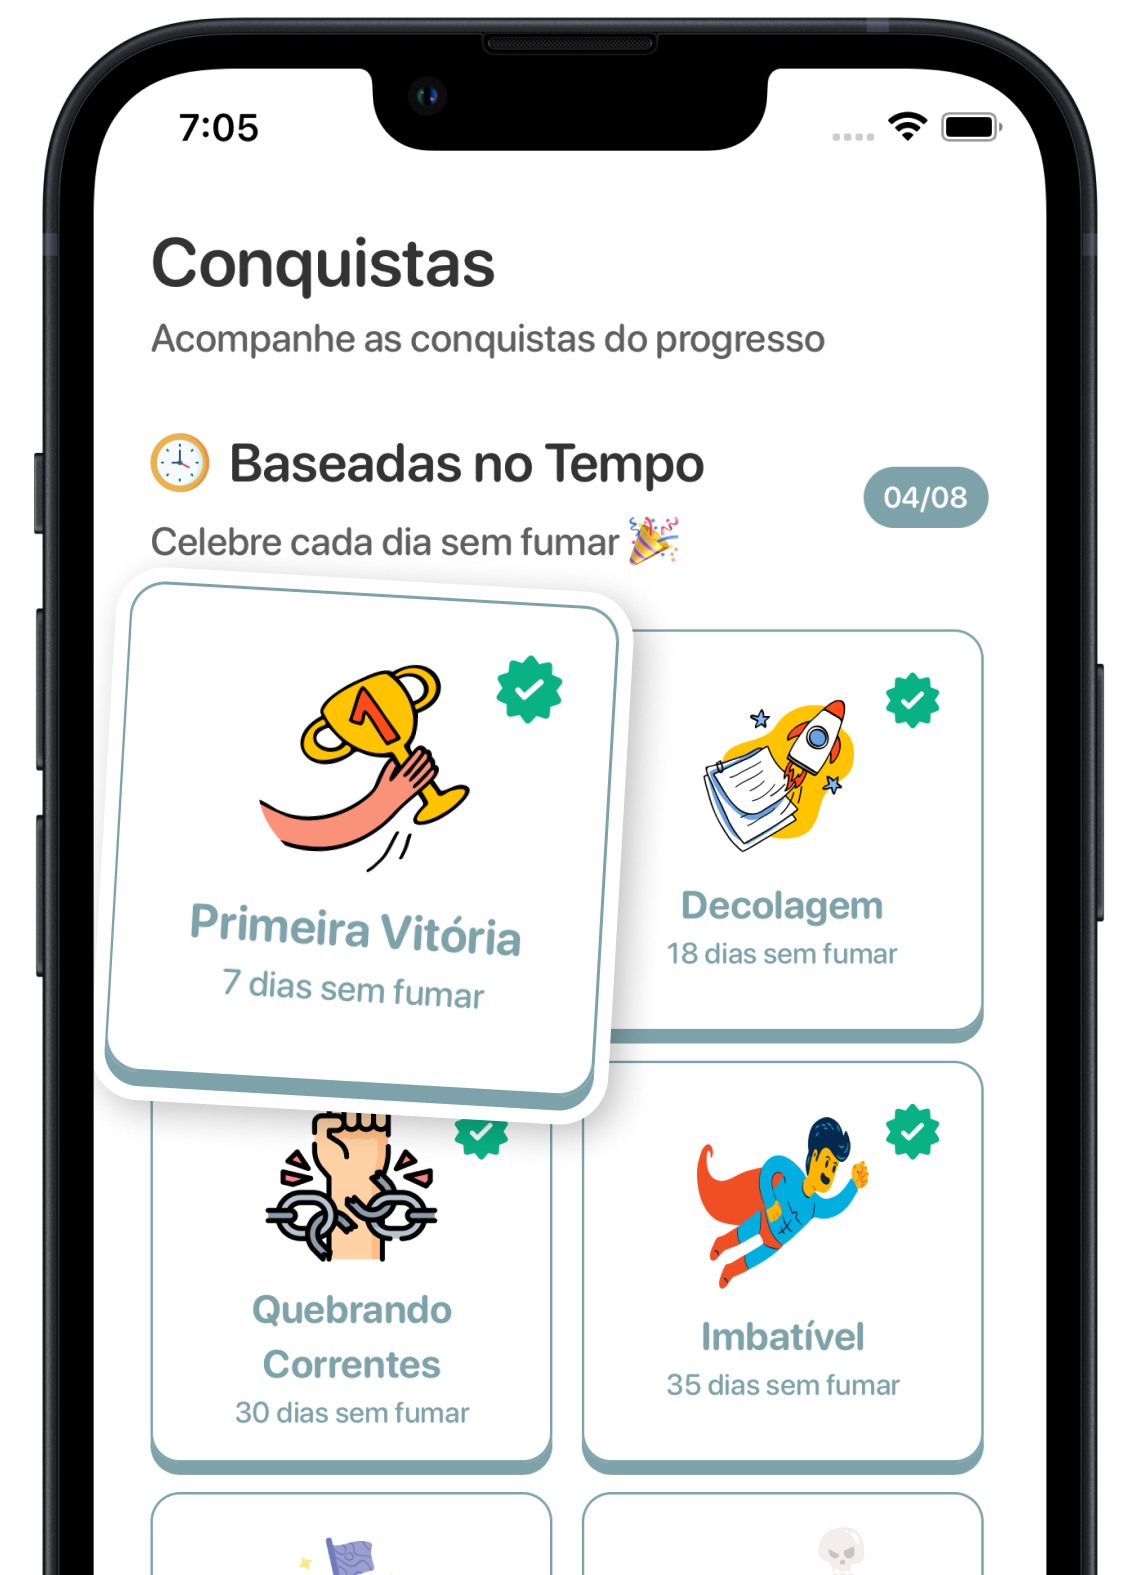 7:05
Conquistas
Acompanhe as conquistas do progresso
Baseadas no Tempo
04/08
Celebre cada dia sem fumar
1
Primeira Vitória
7 dias sem fumar
Decolagem
18 dias sem fumar
Quebrando
Correntes
30 dias sem fumar
Imbatível
35 dias sem fumar